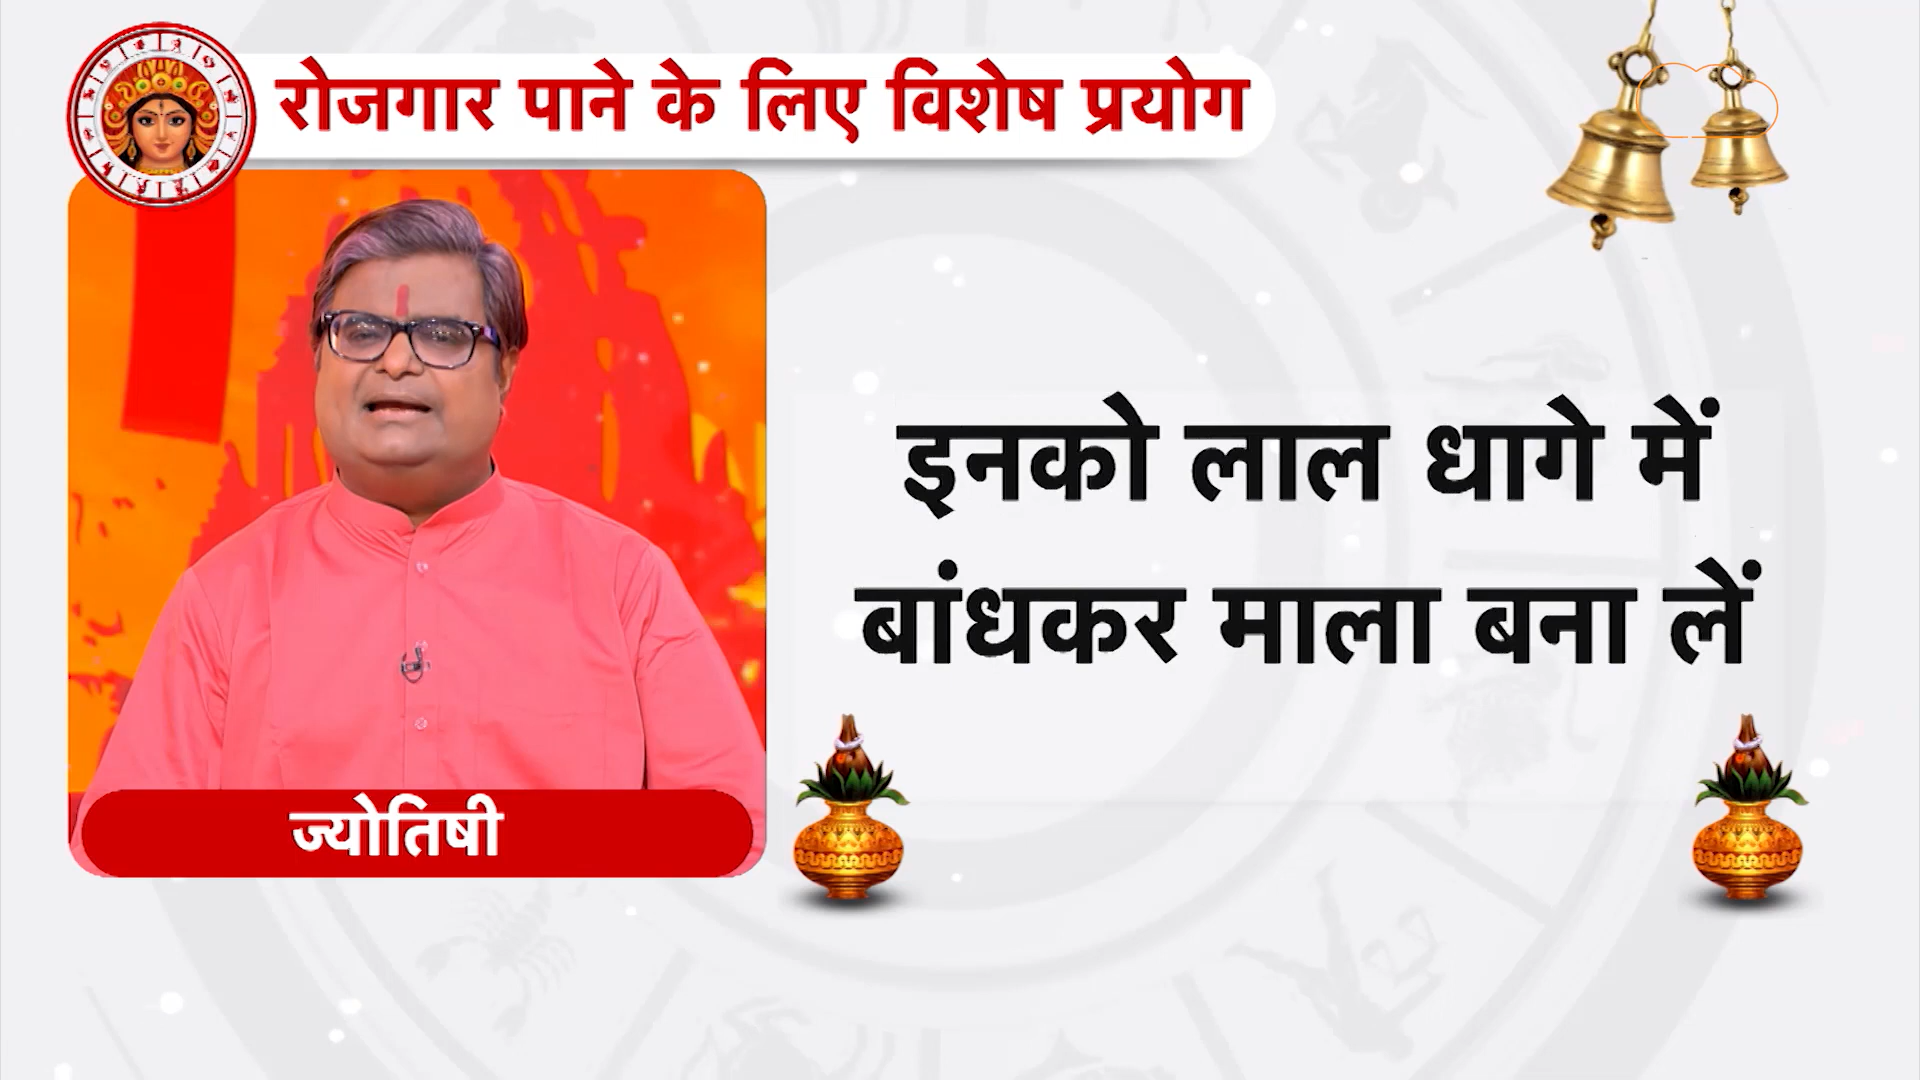 रोजगार पाने के लिए विशेष प्रयोग
इनको लाल धागे में
बांधकर माला बना लें
ज्योतिषी